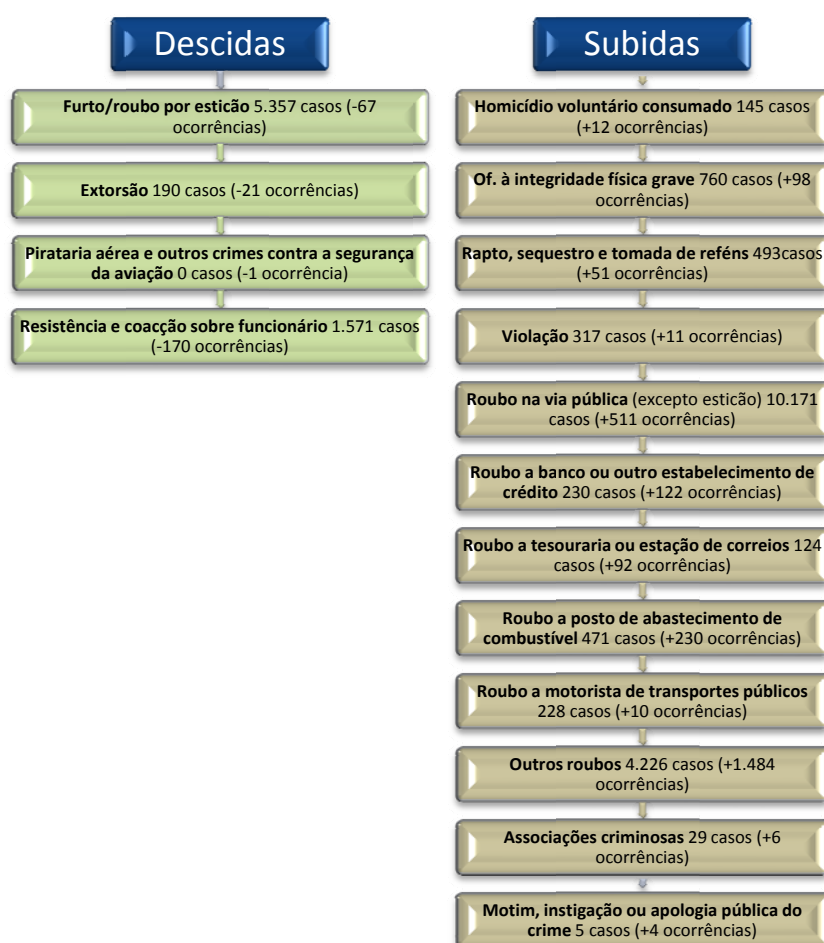 Descidas
Furto/roubo por esticão 5.357 casos (-67
ocorrências)
Extorsão 190 casos (-21 ocorrências)
Pirataria aérea e outros crimes contra a segurança
da aviação 0 casos (-1 ocorrência)
Resistência e coacção sobre funcionário 1.571 casos
(-170 ocorrências)
Subidas
Homicídio voluntário consumado 145 casos
(+12 ocorrências)
Of. à integridade física grave 760 casos (+98
ocorrências)
Rapto, sequestro e tomada de reféns 493casos
(+51 ocorrências)
Violação 317 casos (+11 ocorrências)
Roubo na via pública (excepto esticão) 10.171
casos (+511 ocorrências)
Roubo a banco ou outro estabelecimento de
crédito 230 casos (+122 ocorrências)
Roubo a tesouraria ou estação de correios 124
casos (+92 ocorrências)
Roubo a posto de abastecimento de
combustível 471 casos (+230 ocorrências)
Roubo a motorista de transportes públicos
228 casos (+10 ocorrências)
Outros roubos 4.226 casos (+1.484
ocorrências)
Associações criminosas 29 casos (+6
ocorrências)
Motim, instigação ou apologia pública do
crime 5 casos (+4 ocorrências)